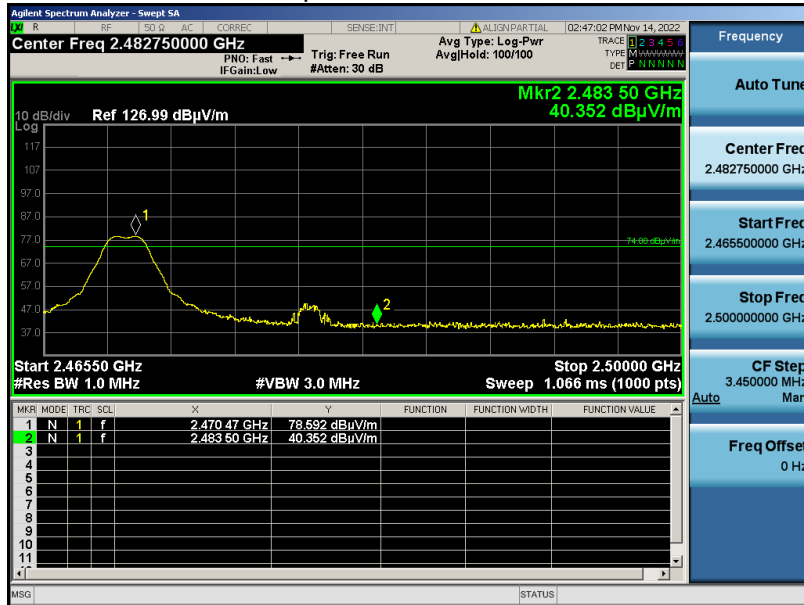 Agilent Spectrum Analyzer - Swept SA
LXI R RF 50 Ω AC CORREC SENSE:INT ALIGN PARTIAL 02:47:02 PM Nov 14, 2022
Center Freq 2.482750000 GHz
PNO: Fast
IFGain:Low
Trig: Free Run
#Atten: 30 dB
Avg Type: Log-Pwr
Avg|Hold: 100/100
TRACE 1 2 3 4 5 6
TYPE M
DET P N N N N N
Mkr2 2.483 50 GHz
40.352 dBµV/m
10 dB/div Ref 126.99 dBµV/m
Log
117
107
97.0
87.0
77.0
67.0
57.0
47.0
37.0
1
74.00 dBµV/m
2
Start 2.46550 GHz Stop 2.50000 GHz
#Res BW 1.0 MHz #VBW 3.0 MHz Sweep 1.066 ms (1000 pts)
MKR MODE TRC SCL X Y FUNCTION FUNCTION WIDTH FUNCTION VALUE
1 N 1 f 2.470 47 GHz 78.592 dBµV/m
2 N 1 f 2.483 50 GHz 40.352 dBµV/m
3
4
5
6
7
8
9
10
11
MSG STATUS
Frequency
Auto Tune
Center Freq
2.482750000 GHz
Start Freq
2.465500000 GHz
Stop Freq
2.500000000 GHz
CF Step
3.450000 MHz
Auto Man
Freq Offset
0 Hz